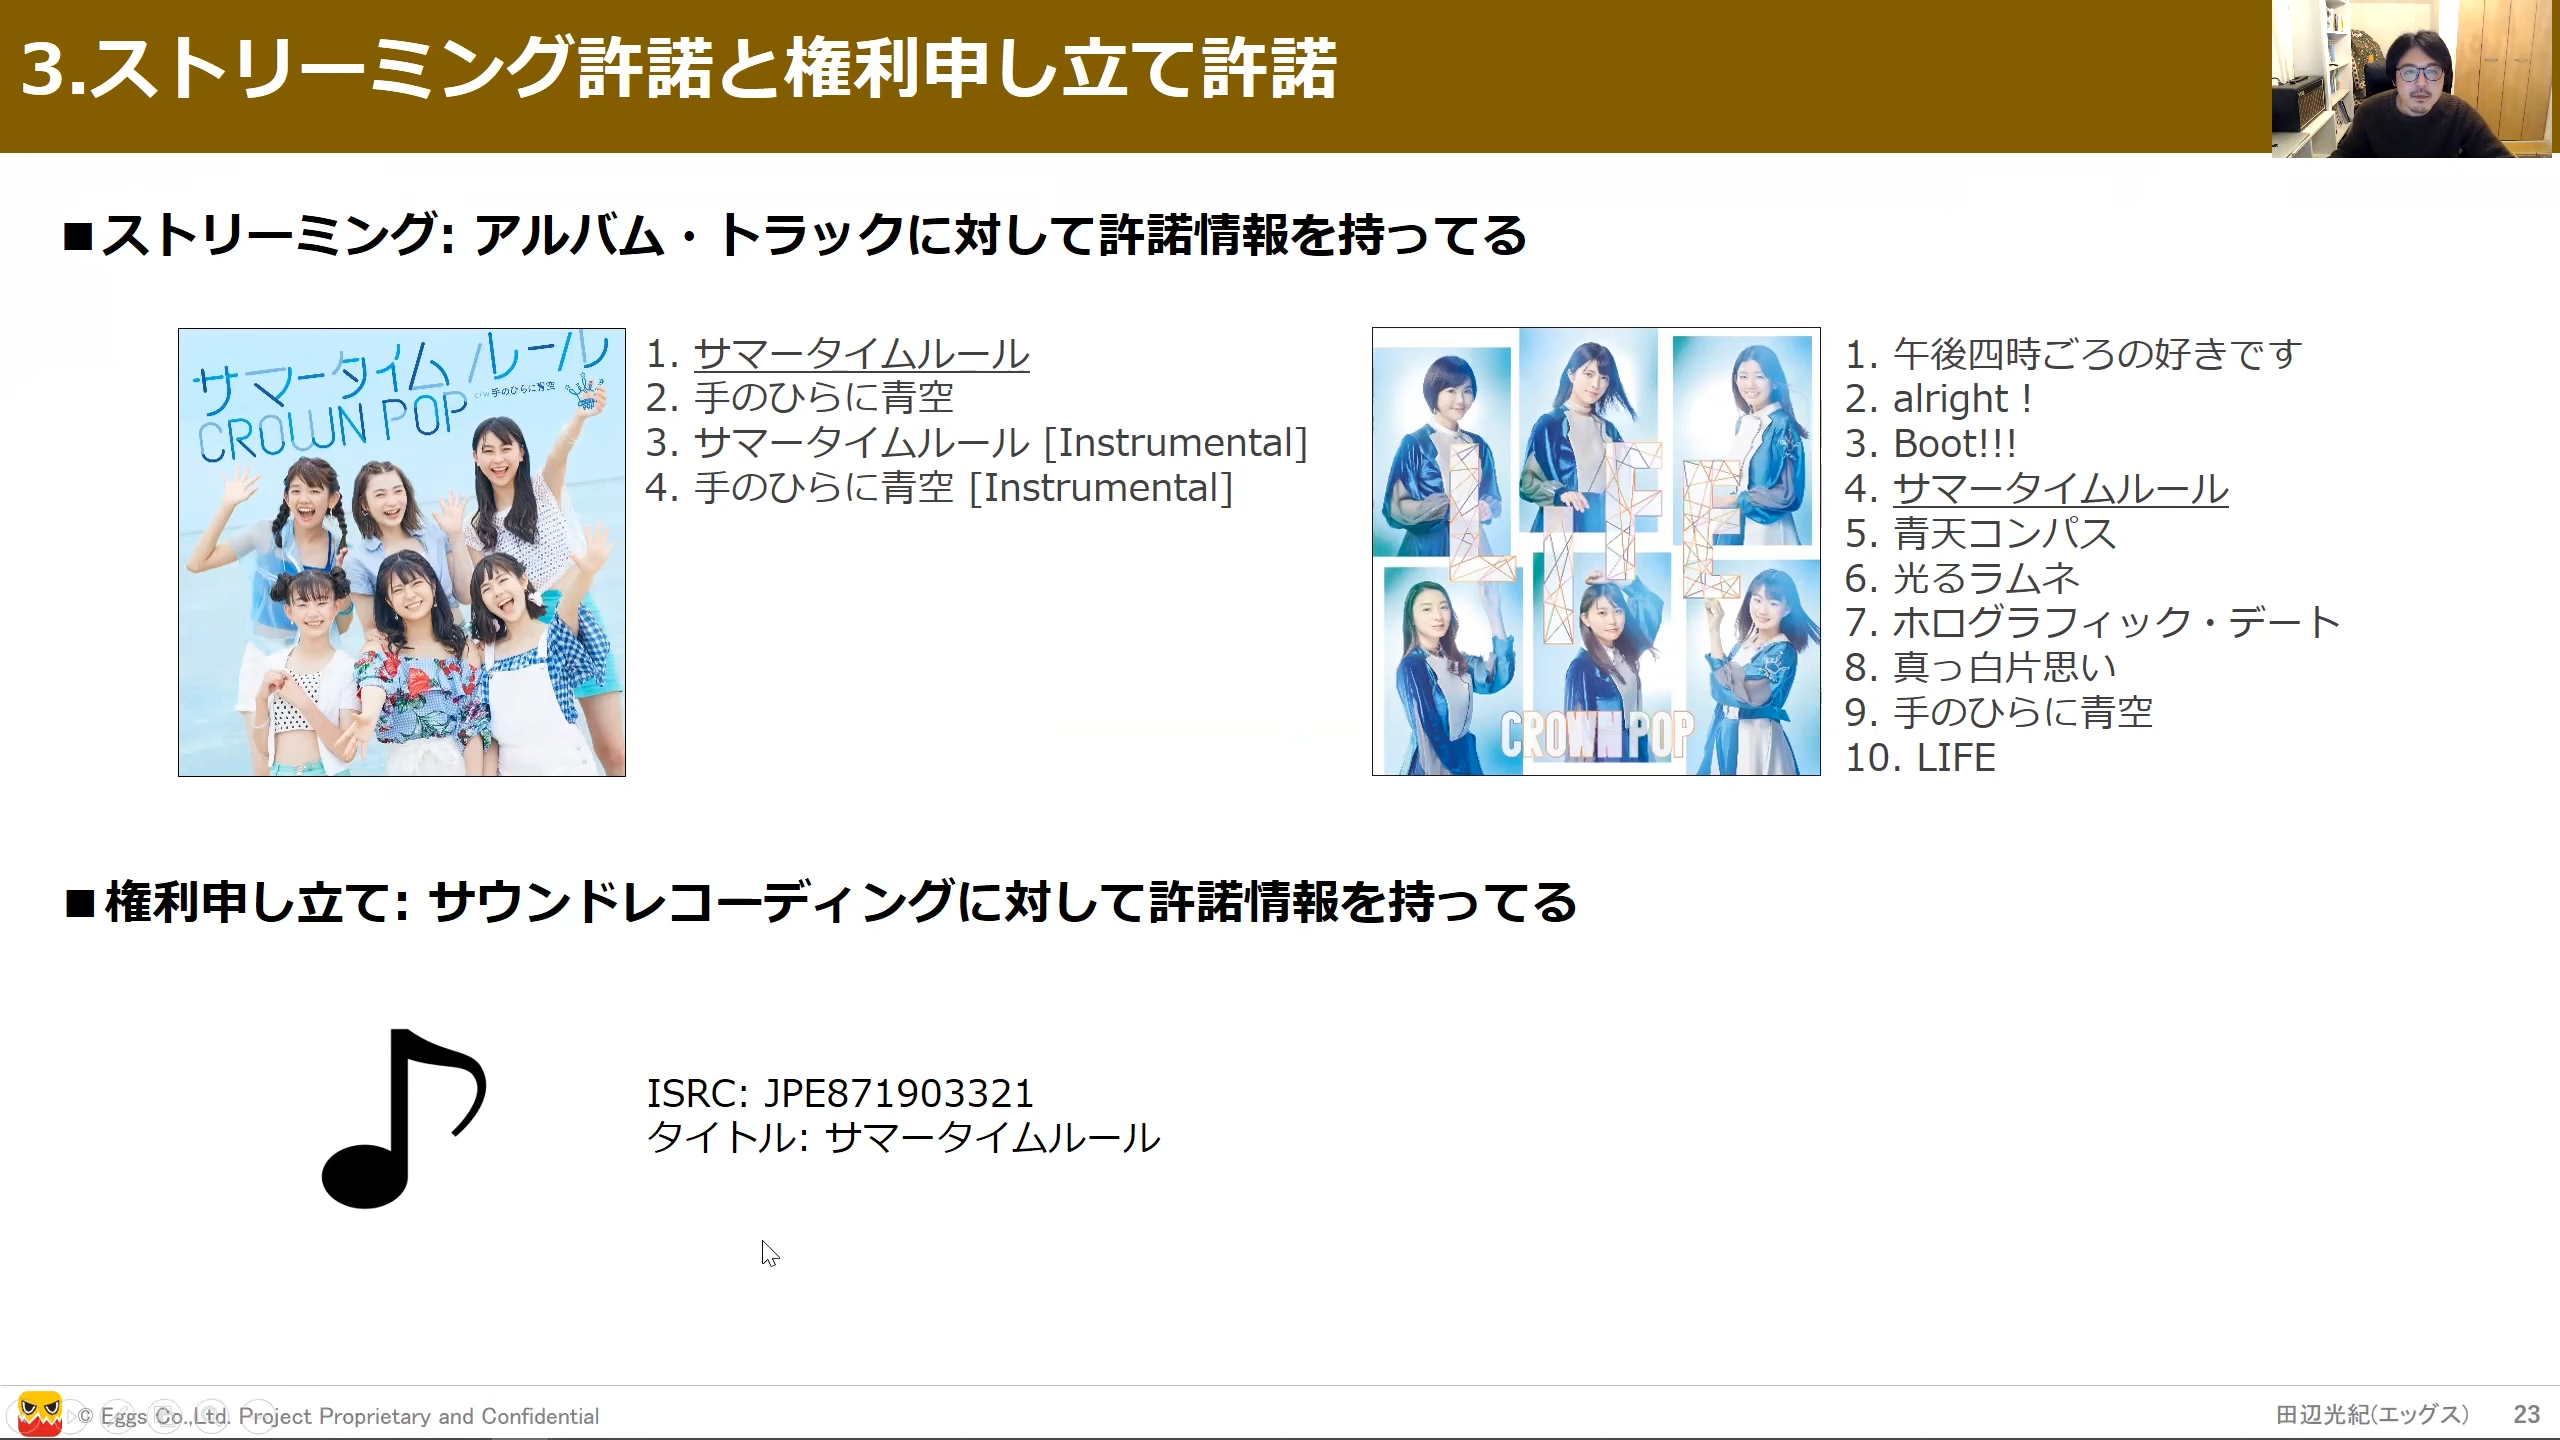 3.ストリーミング許諾と権利申し立て許諾
■ストリーミング: アルバム・トラックに対して許諾情報を持ってる
サマータイムルール
c/w 手のひらに青空
CROWN POP
1. サマータイムルール
2. 手のひらに青空
3. サマータイムルール [Instrumental]
4. 手のひらに青空 [Instrumental]
LIFE
CROWN POP
1. 午後四時ごろの好きです
2. alright !
3. Boot!!!
4. サマータイムルール
5. 青天コンパス
6. 光るラムネ
7. ホログラフィック・デート
8. 真っ白片思い
9. 手のひらに青空
10. LIFE
■権利申し立て: サウンドレコーディングに対して許諾情報を持ってる
ISRC: JPE871903321
タイトル: サマータイムルール
© Eggs Co.,Ltd. Project Proprietary and Confidential
田辺光紀(エッグス)
23